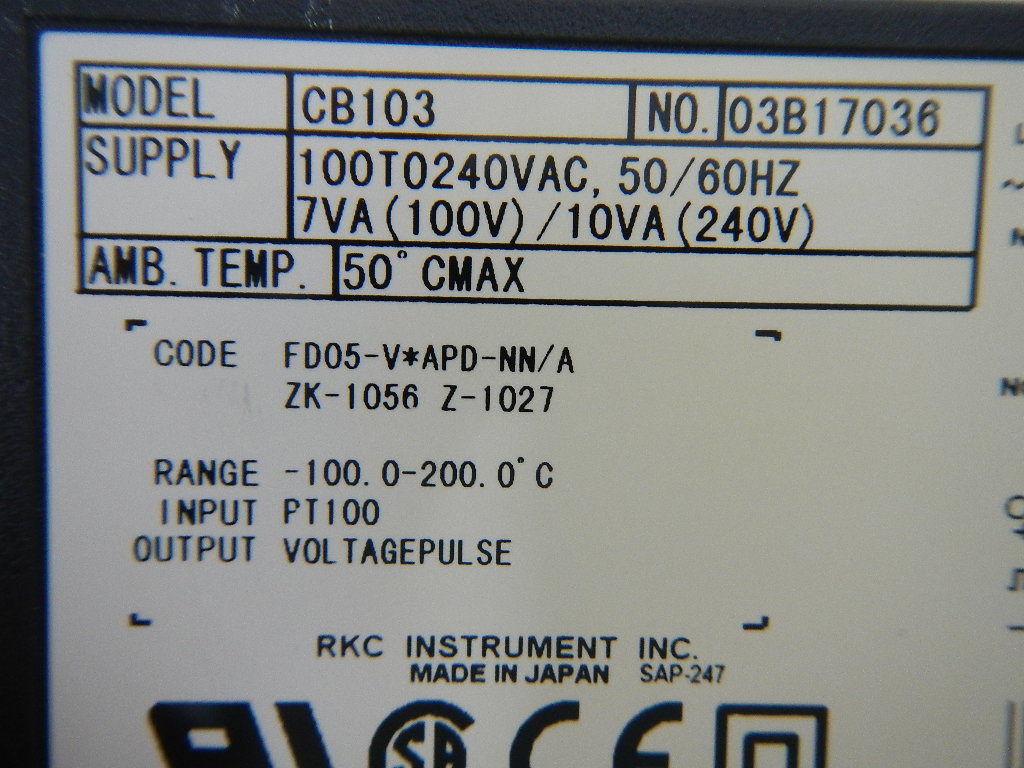 MODEL CB103 NO. 03B17036
SUPPLY 100TO240VAC, 50/60HZ
7VA(100V)/10VA(240V)
AMB. TEMP. 50°CMAX
CODE FD05-V*APD-NN/A
ZK-1056 Z-1027
RANGE -100.0-200.0°C
INPUT PT100
OUTPUT VOLTAGEPULSE
RKC INSTRUMENT INC.
MADE IN JAPAN SAP-247
CE